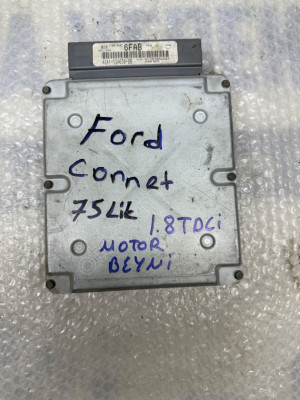 6FAB
Ford
Connet
75Lik
1.8TDCi
MOTOR
BEYNİ